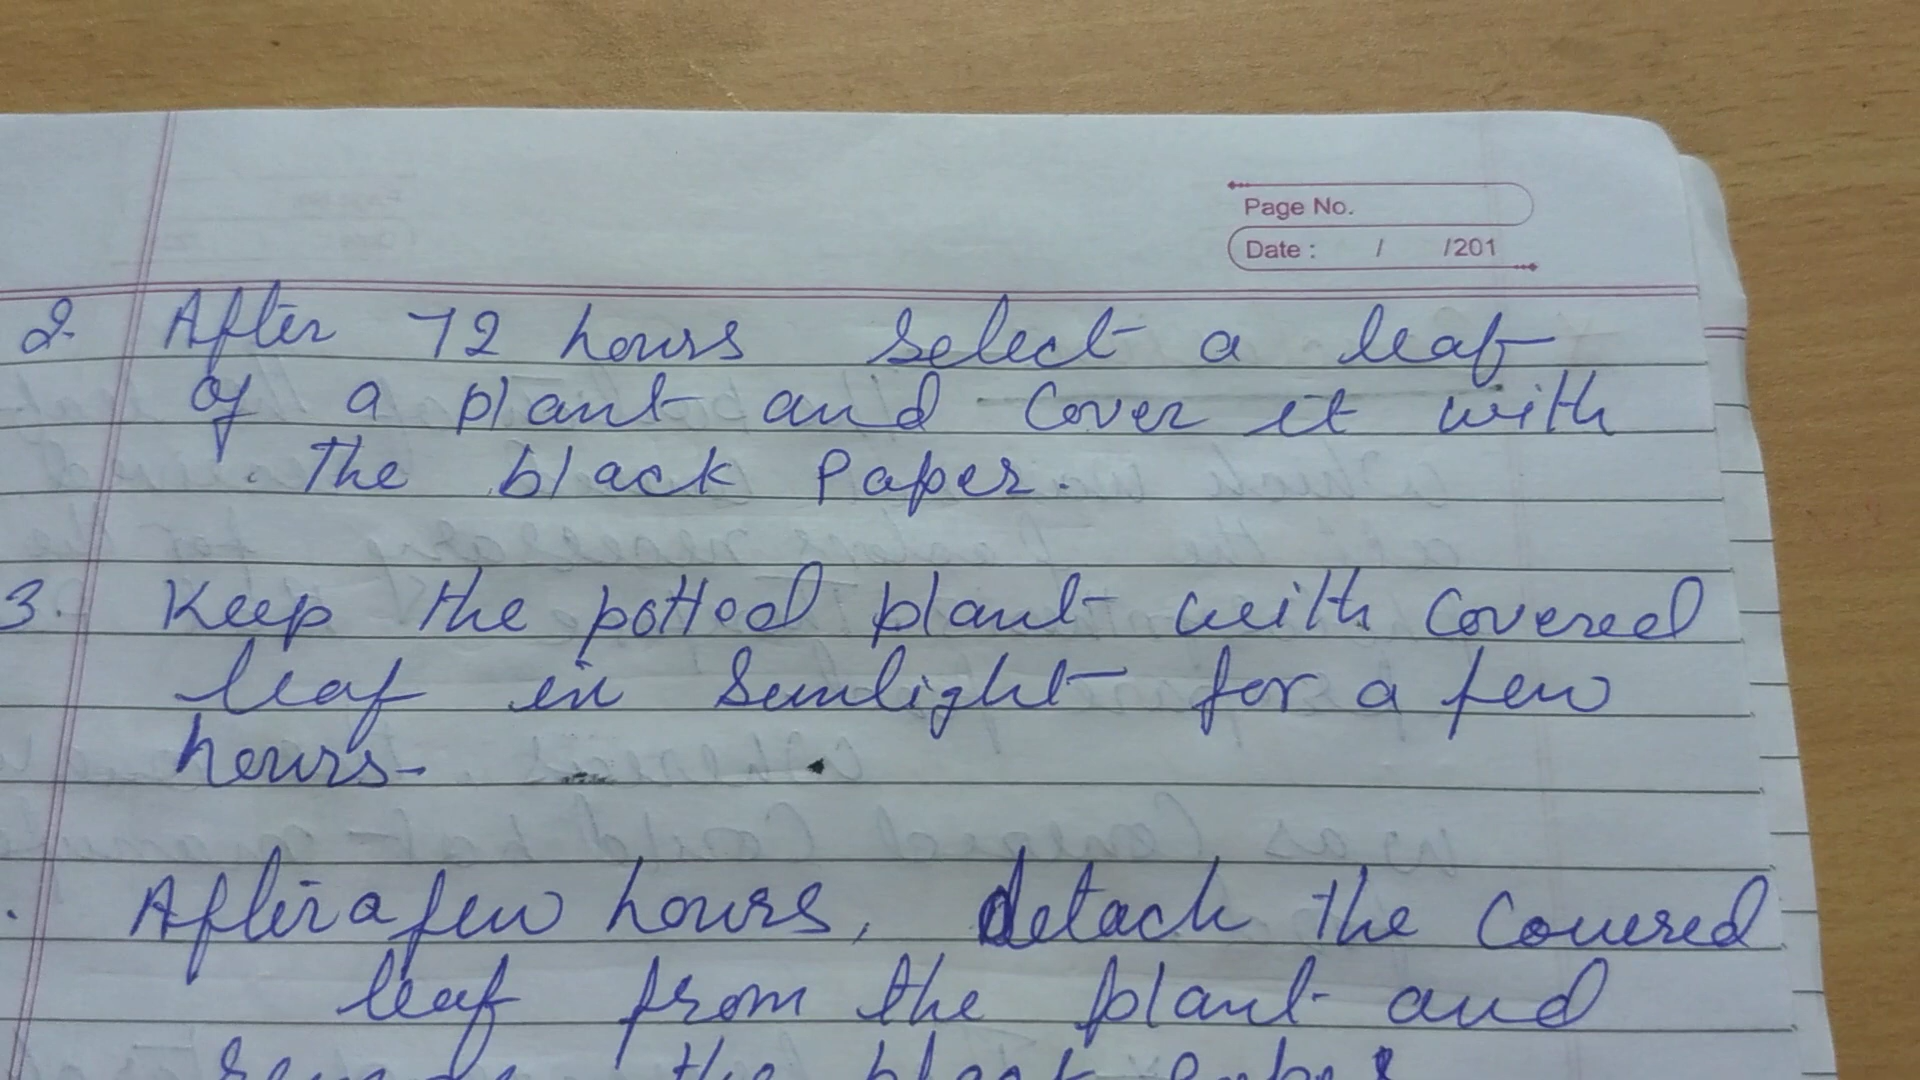 Page No.
Date : / /201
2. After 72 hours select a leaf
of a plant and cover it with
the black Paper.
3. Keep the potted plant with covered
leaf in Sunlight for a few
hours.
. After a few hours, detach the covered
leaf from the plant and
the black